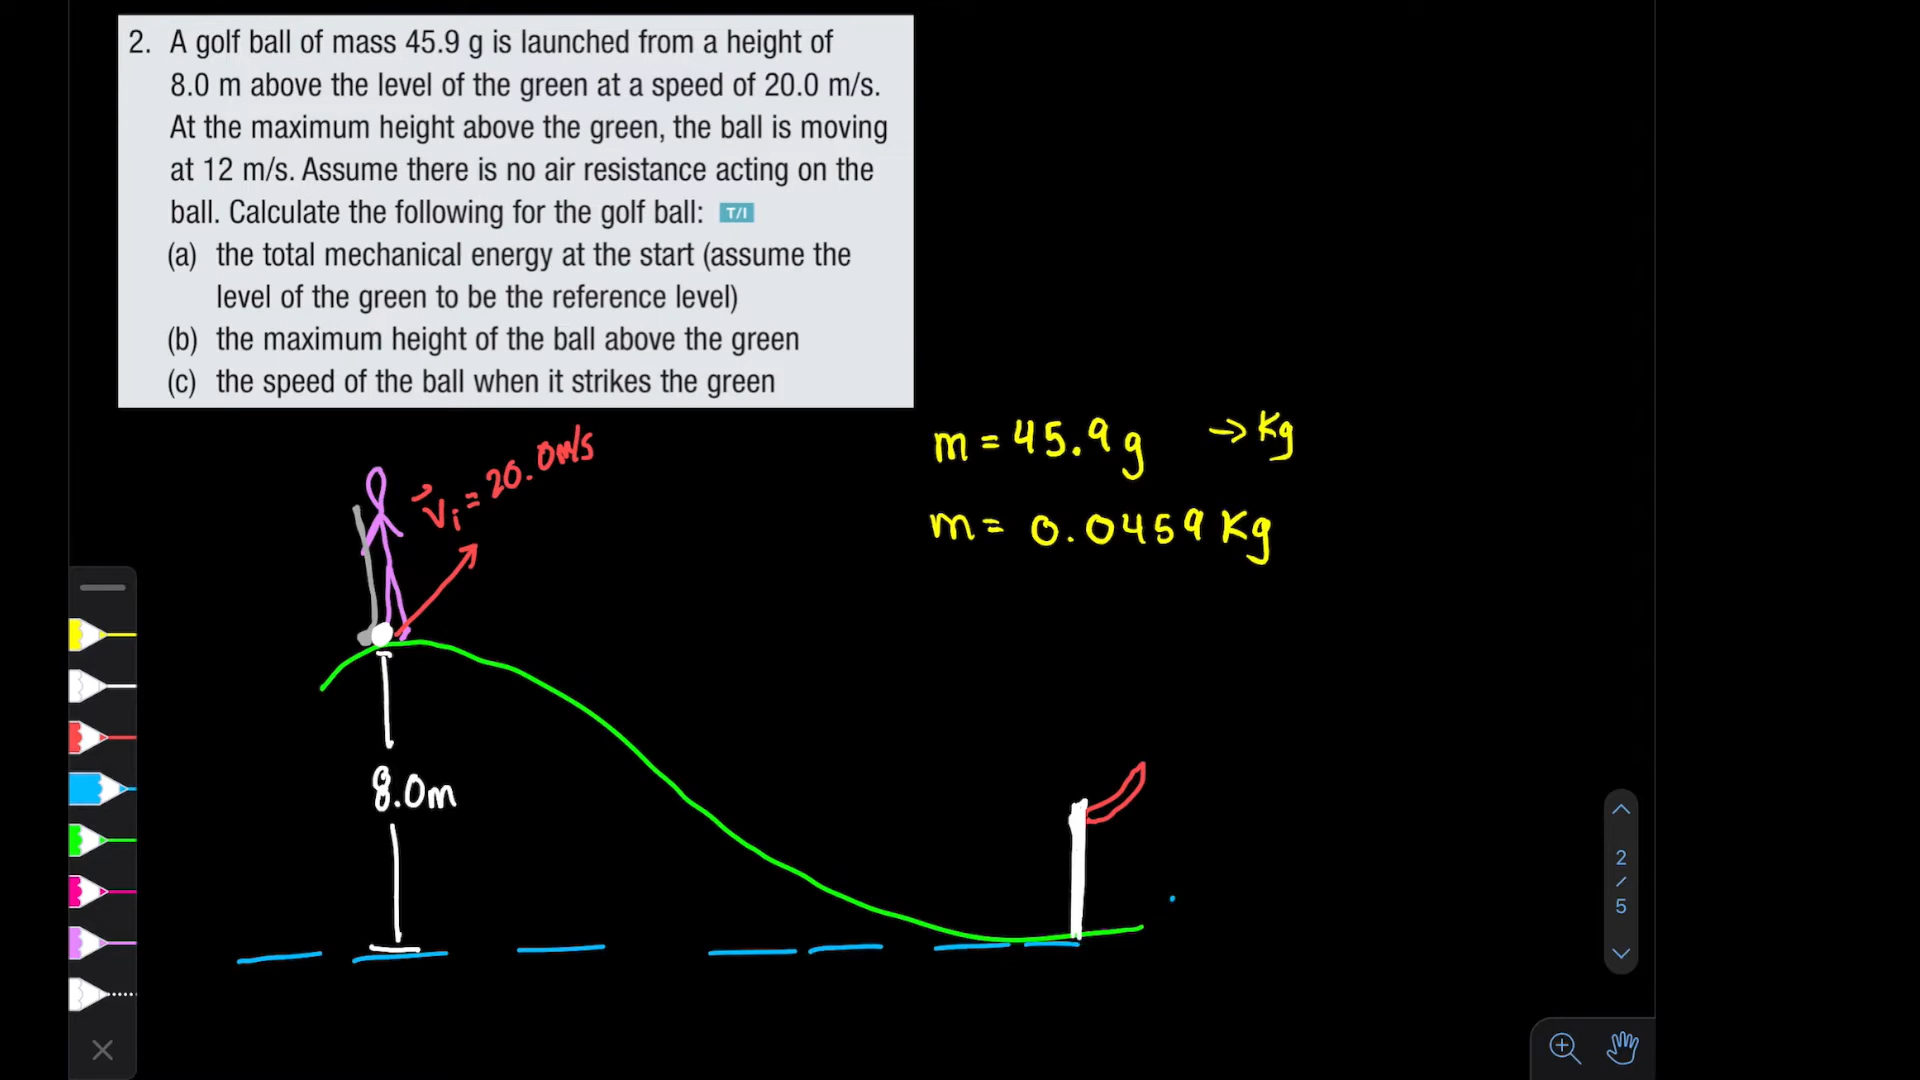 2. A golf ball of mass 45.9 g is launched from a height of
8.0 m above the level of the green at a speed of 20.0 m/s.
At the maximum height above the green, the ball is moving
at 12 m/s. Assume there is no air resistance acting on the
ball. Calculate the following for the golf ball: T/I
(a) the total mechanical energy at the start (assume the
level of the green to be the reference level)
(b) the maximum height of the ball above the green
(c) the speed of the ball when it strikes the green
m = 45.9 g → Kg
v⃗i = 20.0m/s
m = 0.0459 Kg
8.0m
2
/
5